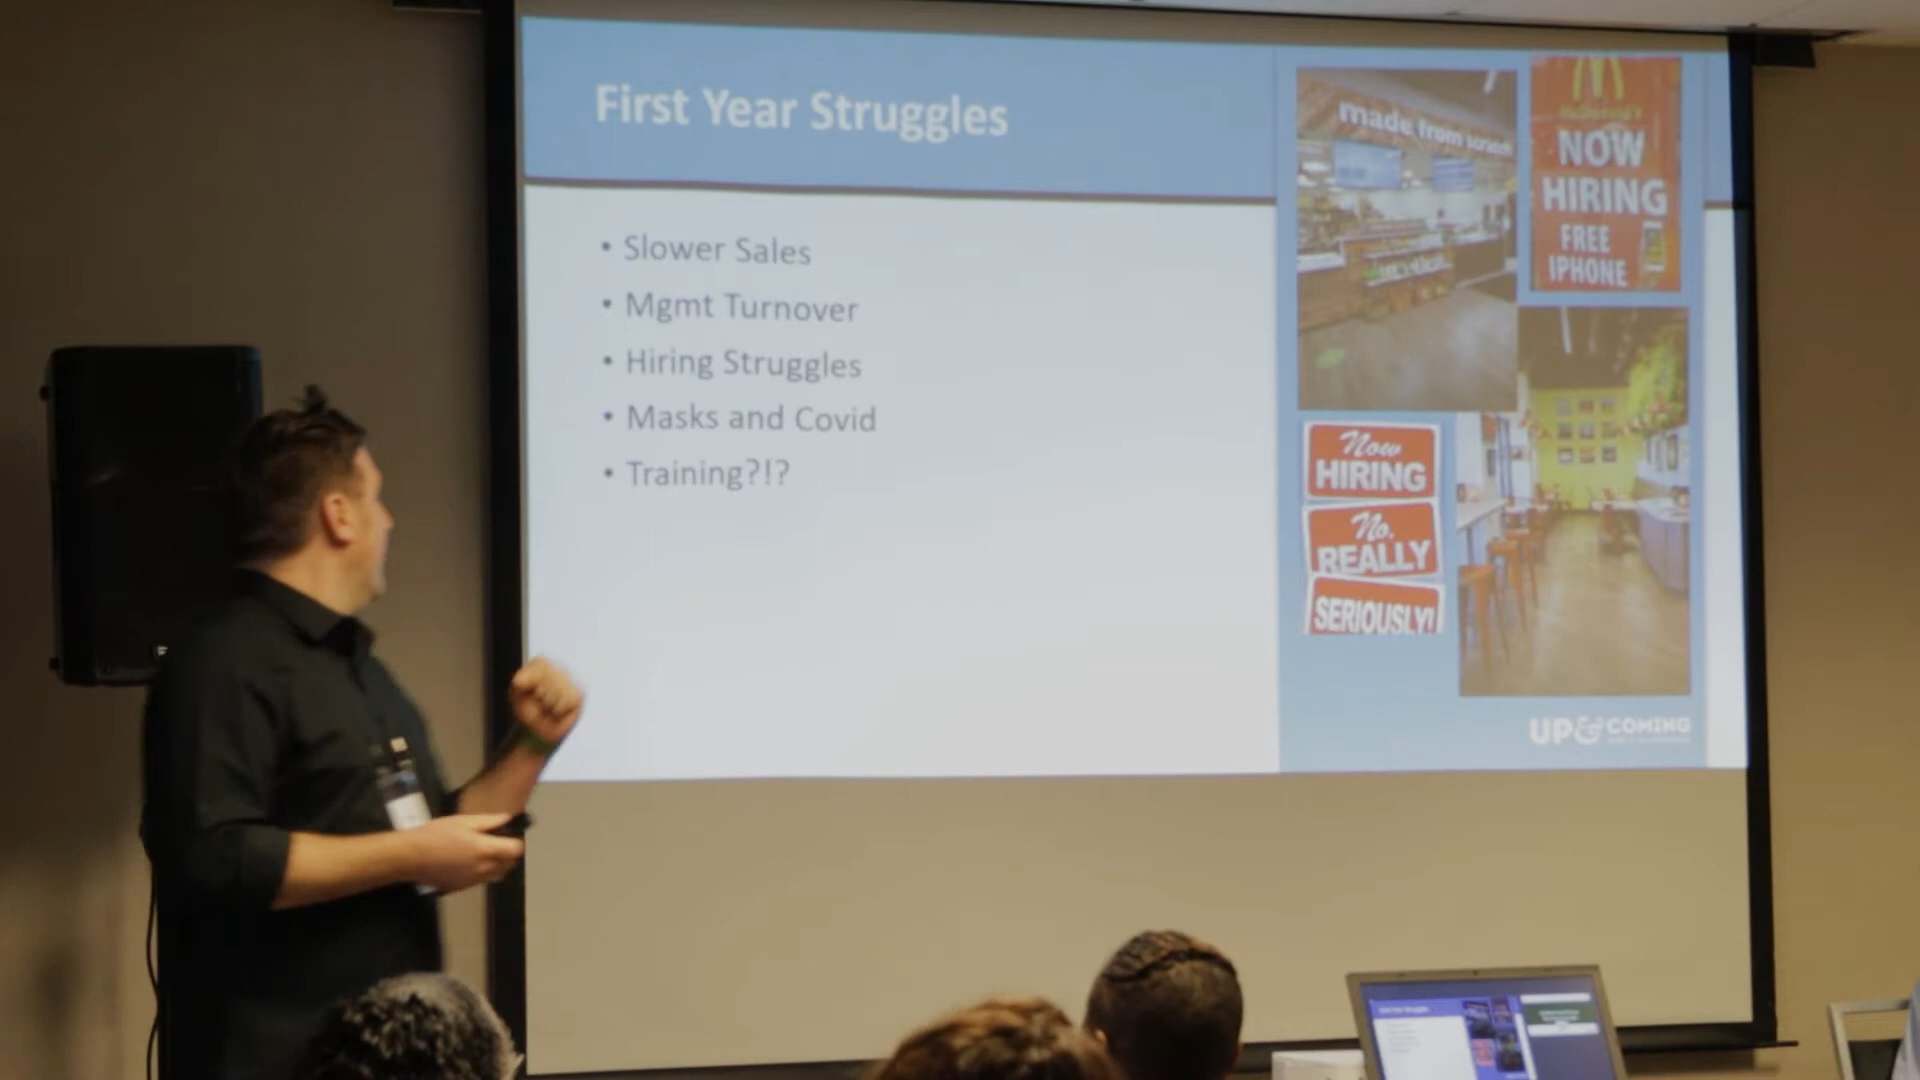 First Year Struggles
• Slower Sales
• Mgmt Turnover
• Hiring Struggles
• Masks and Covid
• Training?!?
made from
McDonald's
NOW
HIRING
FREE
IPHONE
Now
HIRING
No,
REALLY
SERIOUSLY!
UP & COMING